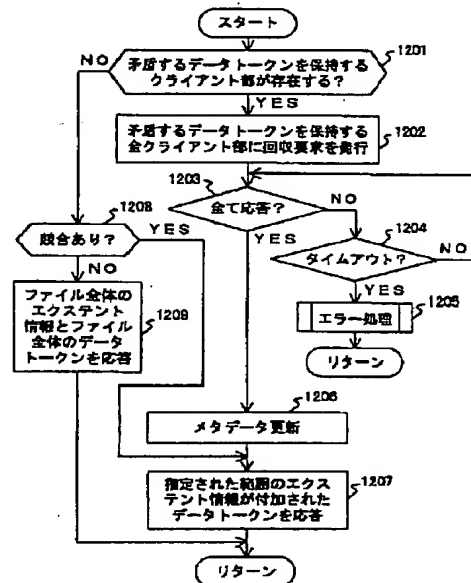 スタート
1201
矛盾するデータトークンを保持する
クライアント部が存在する?
NO
YES
1202
矛盾するデータトークンを保持する
全クライアント部に回収要求を発行
1203
全て応答?
NO
YES
1204
タイムアウト?
NO
YES
1205
エラー処理
リターン
1208
競合あり?
YES
NO
1209
ファイル全体の
エクステント
情報とファイル
全体のデータ
トークンを応答
1206
メタデータ更新
1207
指定された範囲のエクス
テント情報が付加された
データトークンを応答
リターン